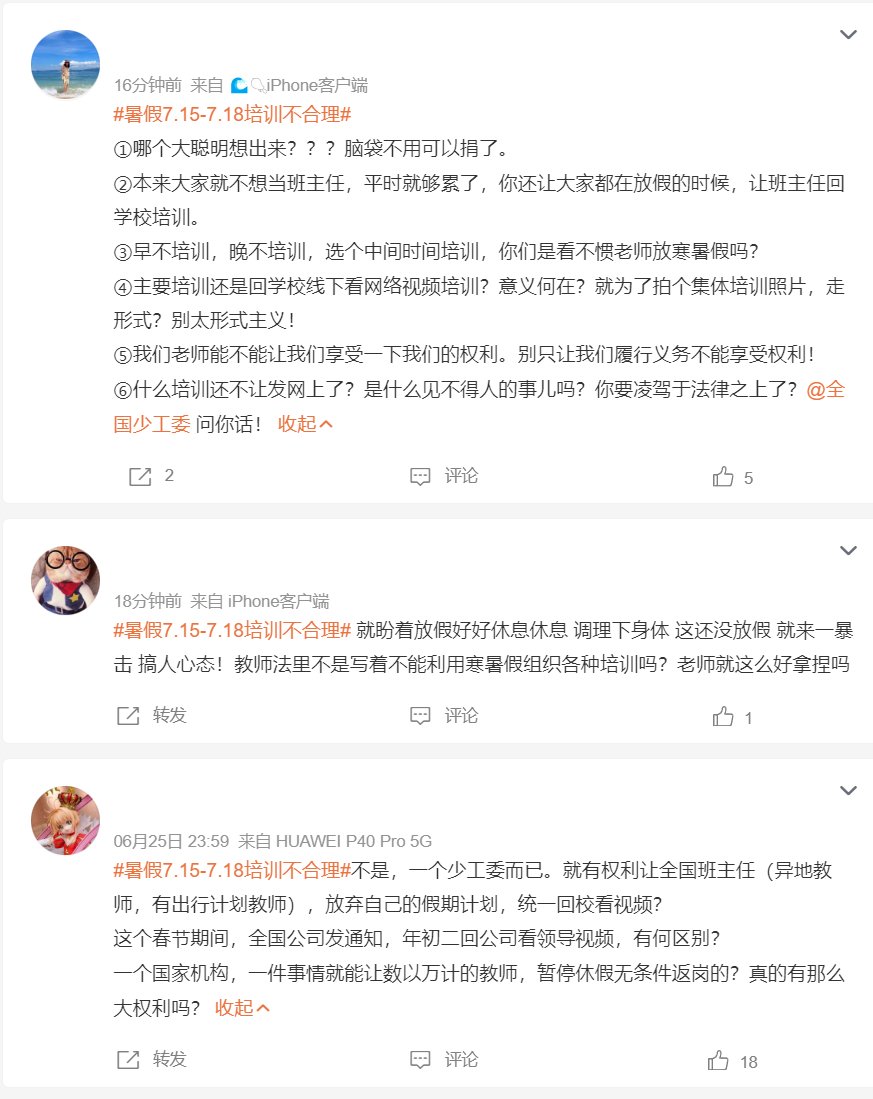 16分钟前 来自 iPhone客户端
#暑假7.15-7.18培训不合理#
①哪个大聪明想出来？？？脑袋不用可以捐了。
②本来大家就不想当班主任，平时就够累了，你还让大家都在放假的时候，让班主任回
学校培训。
③早不培训，晚不培训，选个中间时间培训，你们是看不惯老师放寒暑假吗？
④主要培训还是回学校线下看网络视频培训？意义何在？就为了拍个集体培训照片，走
形式？别太形式主义！
⑤我们老师能不能让我们享受一下我们的权利。别只让我们履行义务不能享受权利！
⑥什么培训还不让发网上了？是什么见不得人的事儿吗？你要凌驾于法律之上了？@全
国少工委 问你话！ 收起
2 评论 5
18分钟前 来自 iPhone客户端
#暑假7.15-7.18培训不合理# 就盼着放假好好休息休息 调理下身体 这还没放假 就来一暴
击 搞人心态！教师法里不是写着不能利用寒暑假组织各种培训吗？老师就这么好拿捏吗
转发 评论 1
06月25日 23:59 来自 HUAWEI P40 Pro 5G
#暑假7.15-7.18培训不合理#不是，一个少工委而已。就有权利让全国班主任（异地教
师，有出行计划教师），放弃自己的假期计划，统一回校看视频？
这个春节期间，全国公司发通知，年初二回公司看领导视频，有何区别？
一个国家机构，一件事情就能让数以万计的教师，暂停休假无条件返岗的？真的有那么
大权利吗？ 收起
转发 评论 18